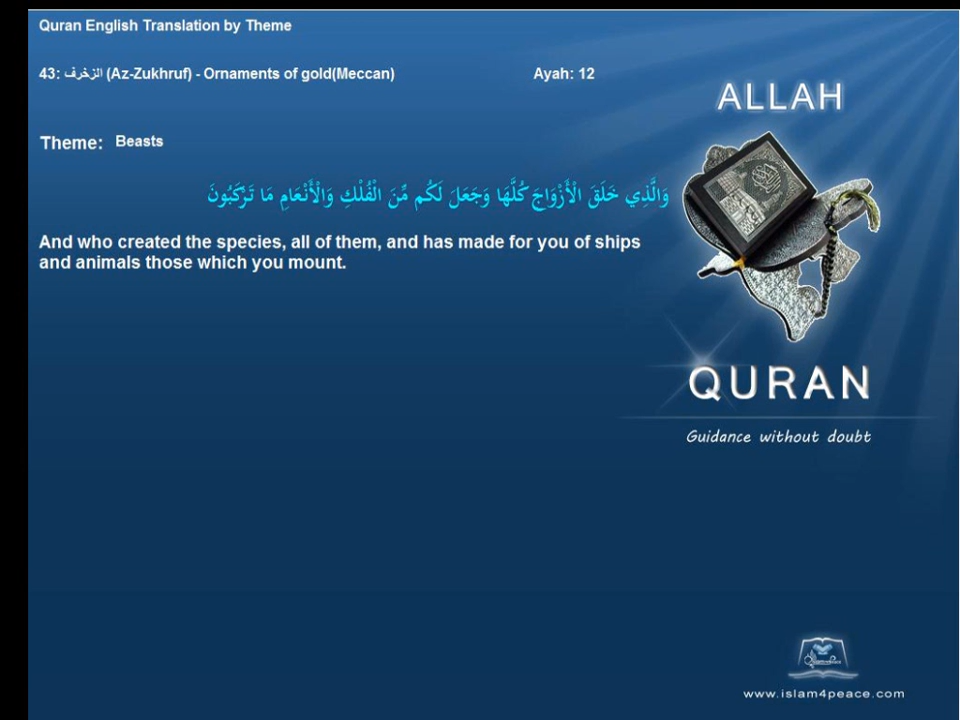 Quran English Translation by Theme
43: الزخرف (Az-Zukhruf) - Ornaments of gold(Meccan) Ayah: 12
ALLAH
Theme: Beasts
وَالَّذِي خَلَقَ الْأَزْوَاجَ كُلَّهَا وَجَعَلَ لَكُم مِّنَ الْفُلْكِ وَالْأَنْعَامِ مَا تَرْكَبُونَ
And who created the species, all of them, and has made for you of ships
and animals those which you mount.
QURAN
Guidance without doubt
www.islam4peace.com